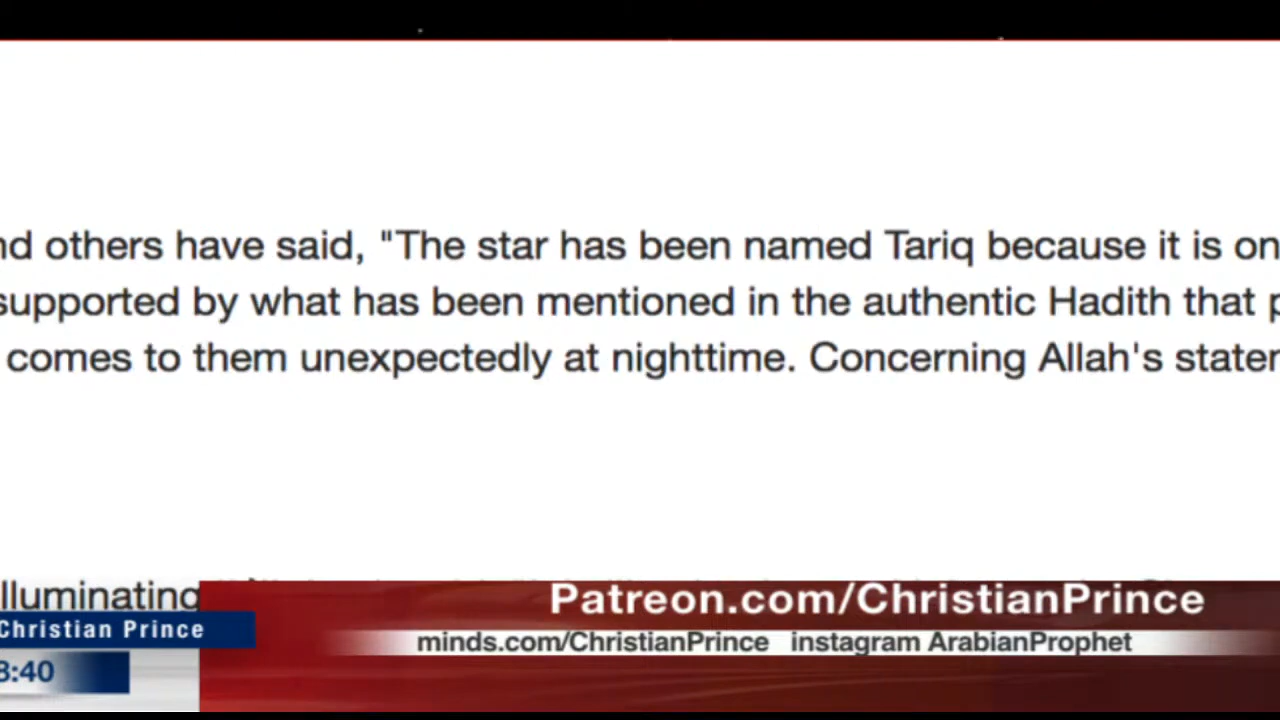 nd others have said, "The star has been named Tariq because it is on
supported by what has been mentioned in the authentic Hadith that p
comes to them unexpectedly at nighttime. Concerning Allah's stater
lluminating
Patreon.com/ChristianPrince
Christian Prince
minds.com/ChristianPrince instagram ArabianProphet
8:40